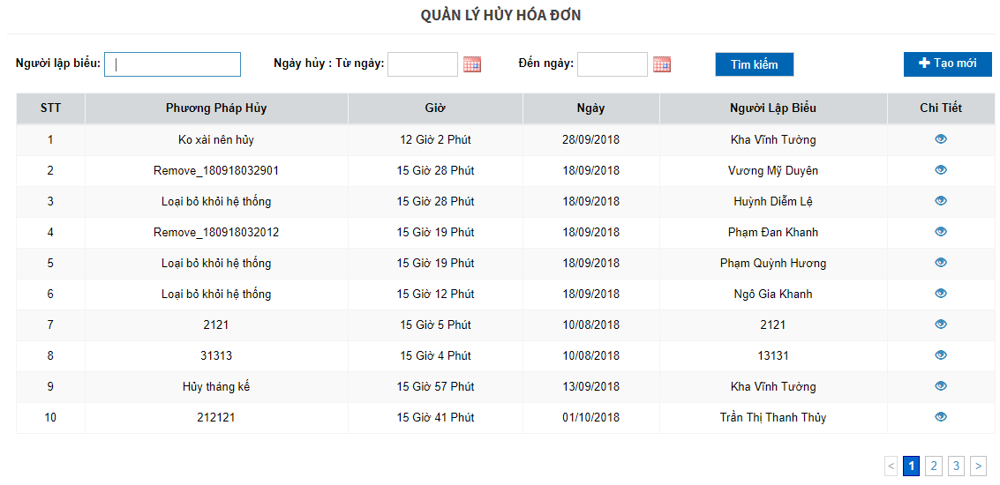 QUẢN LÝ HỦY HÓA ĐƠN
Người lập biểu: Ngày hủy : Từ ngày: Đến ngày: Tìm kiếm Tạo mới
STT Phương Pháp Hủy Giờ Ngày Người Lập Biểu Chi Tiết
1 Ko xài nên hủy 12 Giờ 2 Phút 28/09/2018 Kha Vĩnh Tường
2 Remove_180918032901 15 Giờ 28 Phút 18/09/2018 Vương Mỹ Duyên
3 Loại bỏ khỏi hệ thống 15 Giờ 28 Phút 18/09/2018 Huỳnh Diễm Lệ
4 Remove_180918032012 15 Giờ 19 Phút 18/09/2018 Phạm Đan Khanh
5 Loại bỏ khỏi hệ thống 15 Giờ 19 Phút 18/09/2018 Phạm Quỳnh Hương
6 Loại bỏ khỏi hệ thống 15 Giờ 12 Phút 18/09/2018 Ngô Gia Khanh
7 2121 15 Giờ 5 Phút 10/08/2018 2121
8 31313 15 Giờ 4 Phút 10/08/2018 13131
9 Hủy tháng kế 15 Giờ 57 Phút 13/09/2018 Kha Vĩnh Tường
10 212121 15 Giờ 41 Phút 01/10/2018 Trần Thị Thanh Thủy
< 1 2 3 >